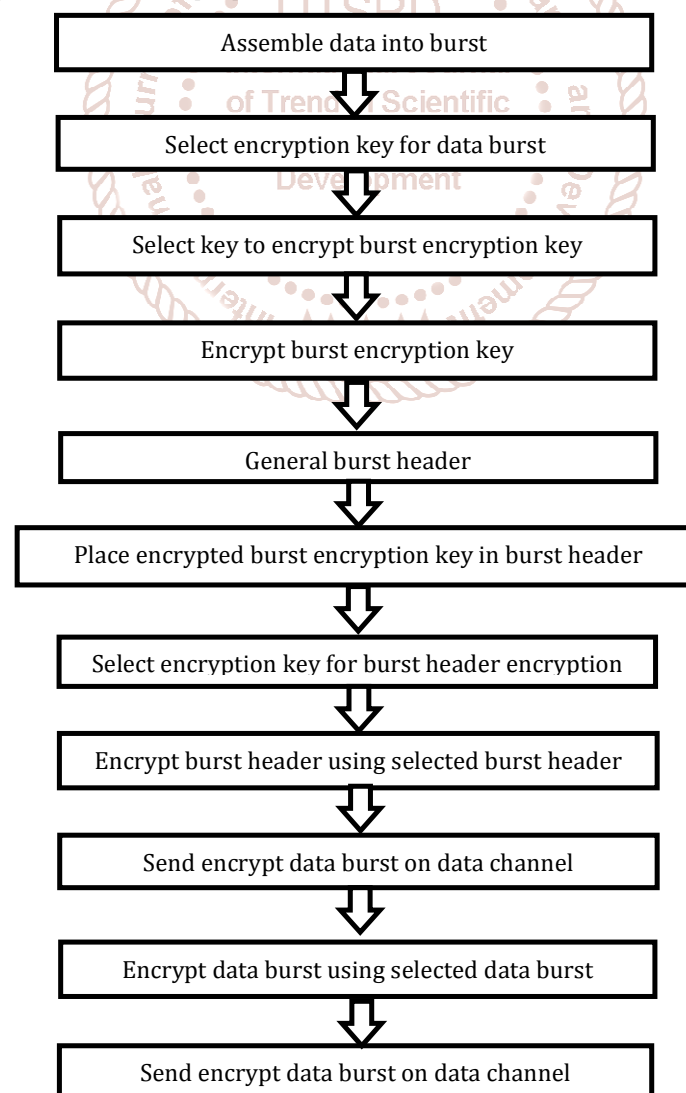 IJTSRD
Assemble data into burst
of Trend in Scientific
Select encryption key for data burst
Development
Select key to encrypt burst encryption key
Encrypt burst encryption key
General burst header
Place encrypted burst encryption key in burst header
Select encryption key for burst header encryption
Encrypt burst header using selected burst header
Send encrypt data burst on data channel
Encrypt data burst using selected data burst
Send encrypt data burst on data channel